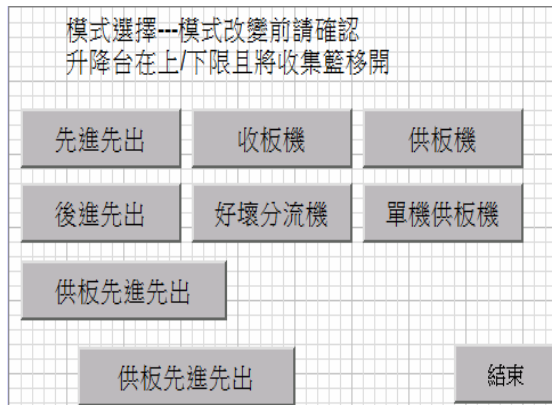 模式選擇---模式改變前請確認
升降台在上/下限且將收集籃移開
先進先出 收板機 供板機
後進先出 好壞分流機 單機供板機
供板先進先出
供板先進先出 結束